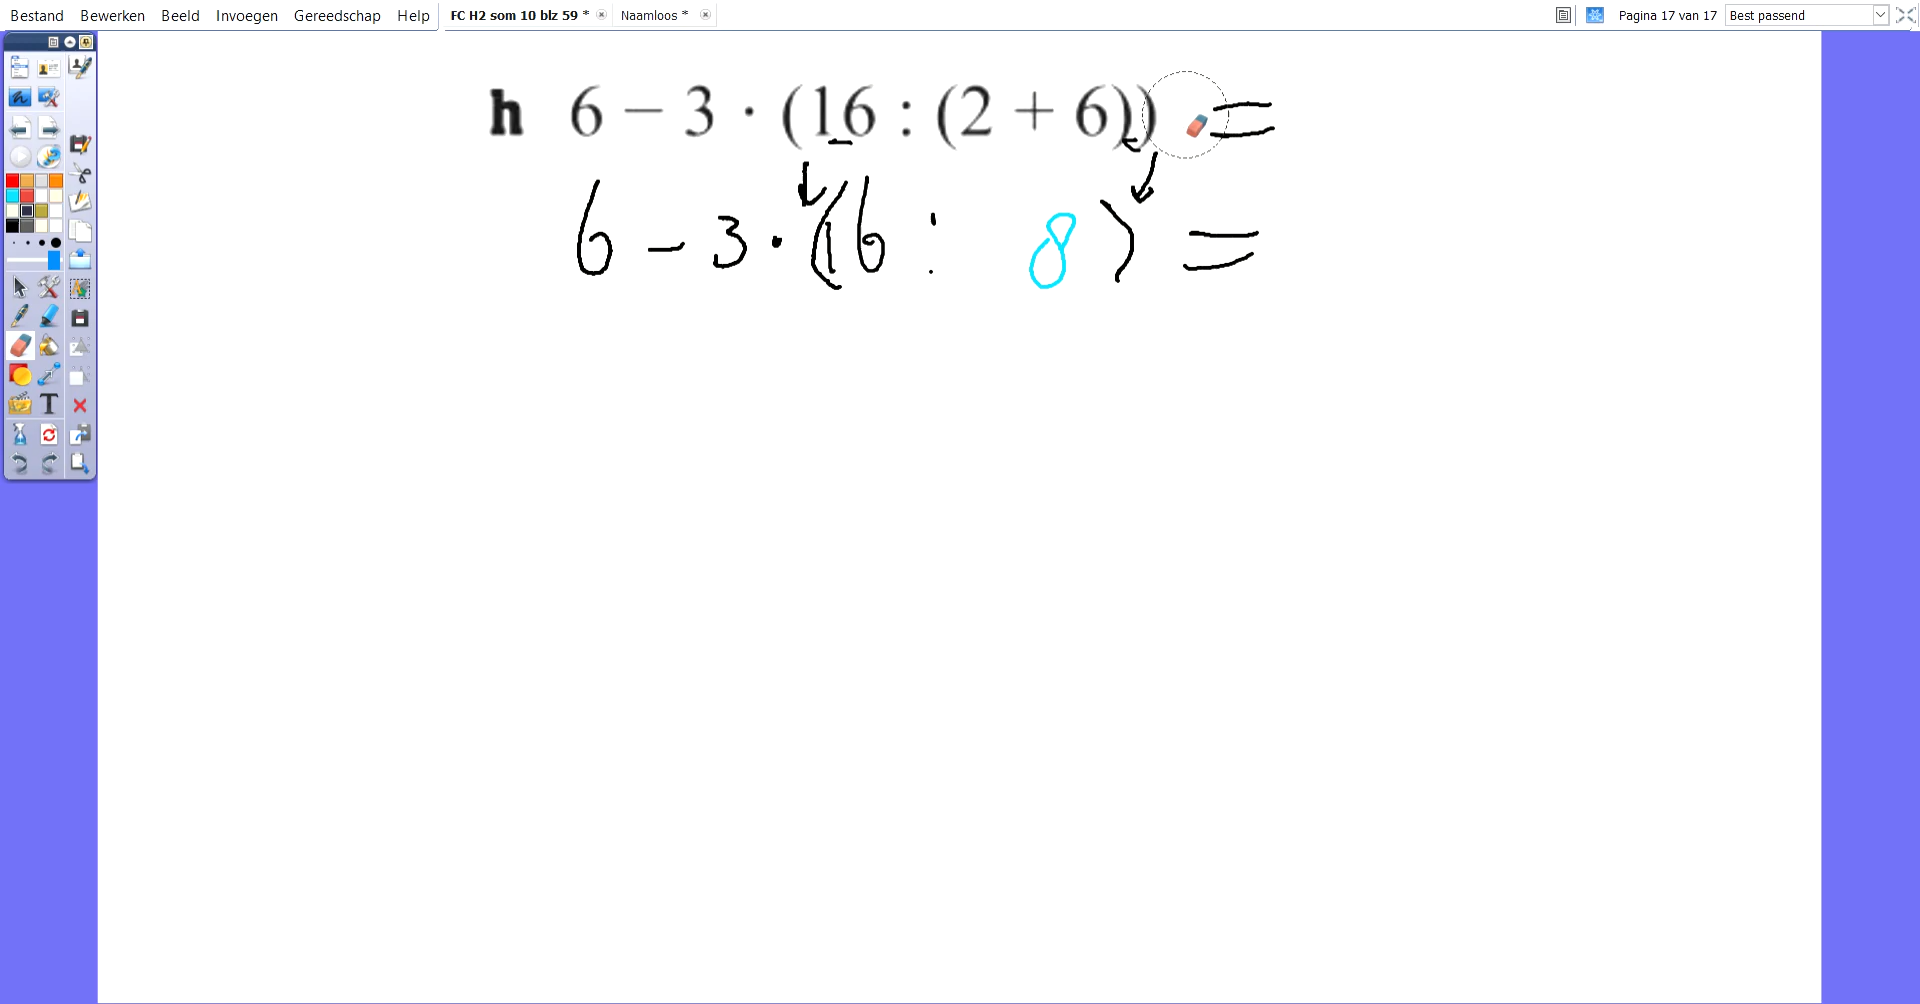 Bestand Bewerken Beeld Invoegen Gereedschap Help FC H2 som 10 blz 59 * Naamloos * Pagina 17 van 17 Best passend
h 6 − 3 · (16 : (2 + 6)) =
6 − 3 · (16 : 8) =